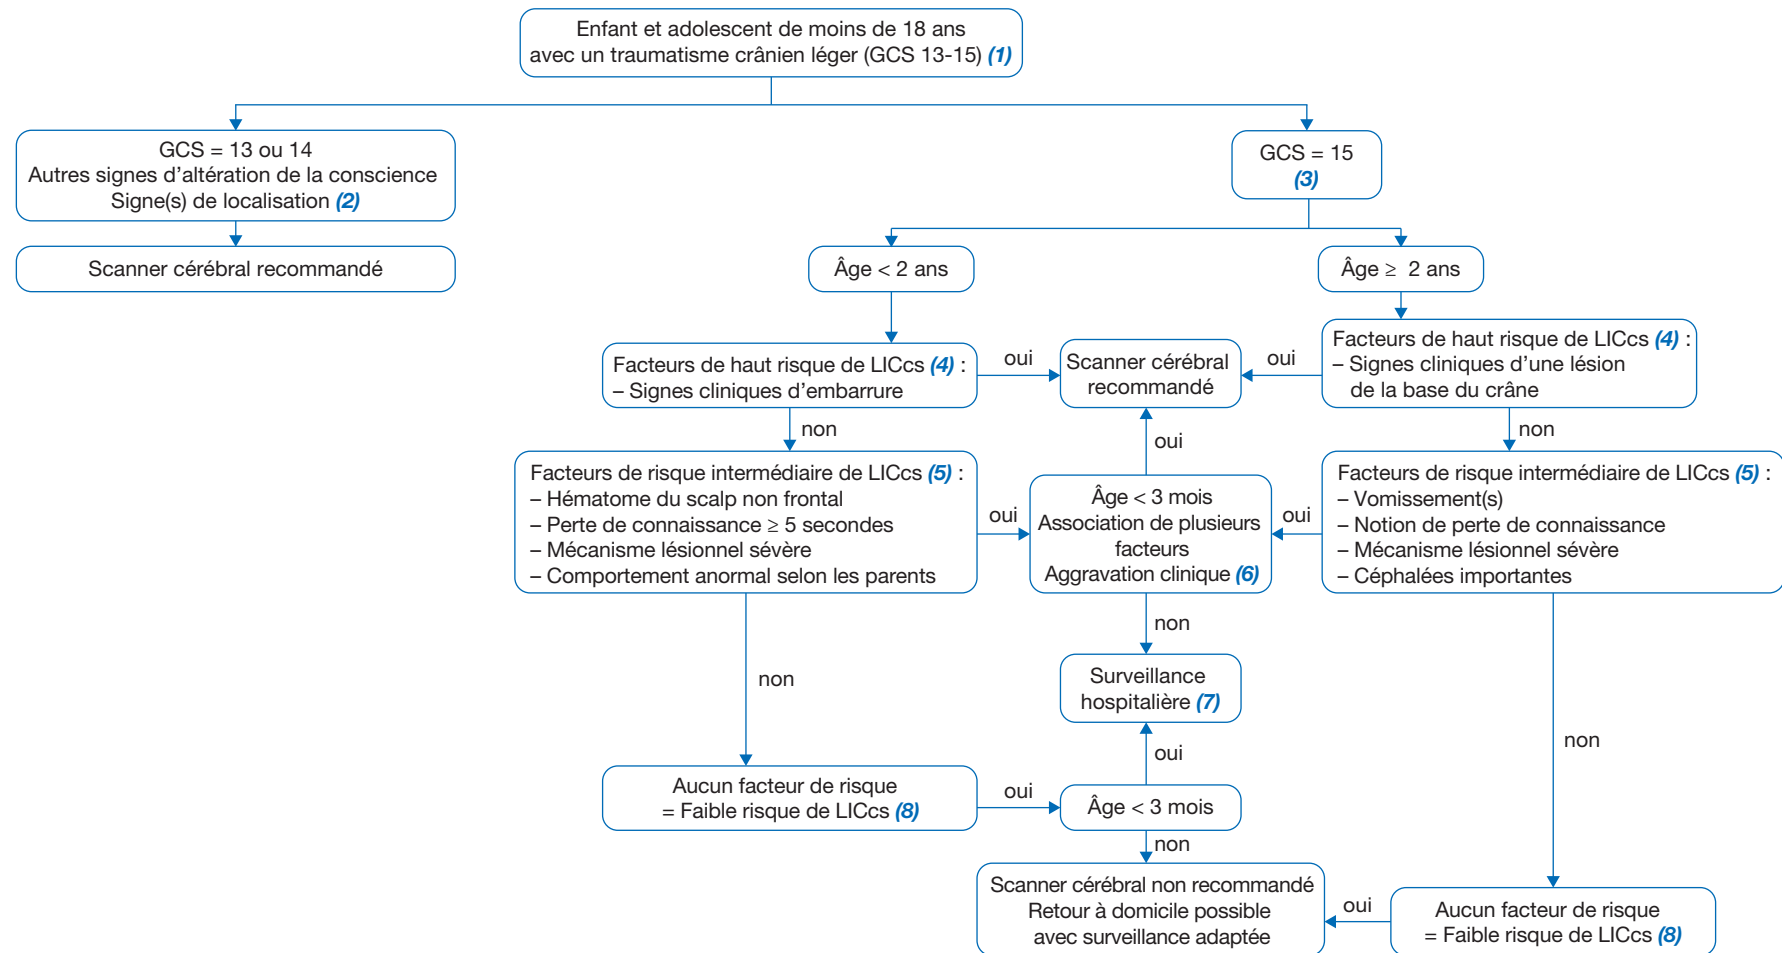 Enfant et adolescent de moins de 18 ans
avec un traumatisme crânien léger (GCS 13-15) (1)
GCS = 13 ou 14
Autres signes d'altération de la conscience
Signe(s) de localisation (2)
Scanner cérébral recommandé
GCS = 15
(3)
Âge < 2 ans
Âge ≥ 2 ans
Facteurs de haut risque de LICcs (4) :
– Signes cliniques d'embarrure
oui
Scanner cérébral
recommandé
oui
Facteurs de haut risque de LICcs (4) :
– Signes cliniques d'une lésion
de la base du crâne
non
oui
non
Facteurs de risque intermédiaire de LICcs (5) :
– Hématome du scalp non frontal
– Perte de connaissance ≥ 5 secondes
– Mécanisme lésionnel sévère
– Comportement anormal selon les parents
oui
Âge < 3 mois
Association de plusieurs
facteurs
Aggravation clinique (6)
oui
Facteurs de risque intermédiaire de LICcs (5) :
– Vomissement(s)
– Notion de perte de connaissance
– Mécanisme lésionnel sévère
– Céphalées importantes
non
non
Surveillance
hospitalière (7)
oui
non
Aucun facteur de risque
= Faible risque de LICcs (8)
oui
Âge < 3 mois
non
Scanner cérébral non recommandé
Retour à domicile possible
avec surveillance adaptée
oui
Aucun facteur de risque
= Faible risque de LICcs (8)